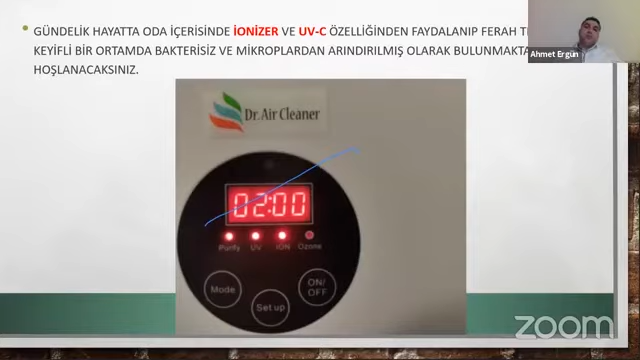 GÜNDELİK HAYATTA ODA İÇERİSİNDE İONİZER VE UV-C ÖZELLİĞİNDEN FAYDALANIP FERAH
KEYİFLİ BİR ORTAMDA BAKTERİSİZ VE MİKROPLARDAN ARINDIRILMIŞ OLARAK
HOŞLANACAKSINIZ.
Ahmet Ergün
Dr. Air Cleaner
02:00
Purify UV ION Ozone
Mode
Set up
ON/
OFF
zoom